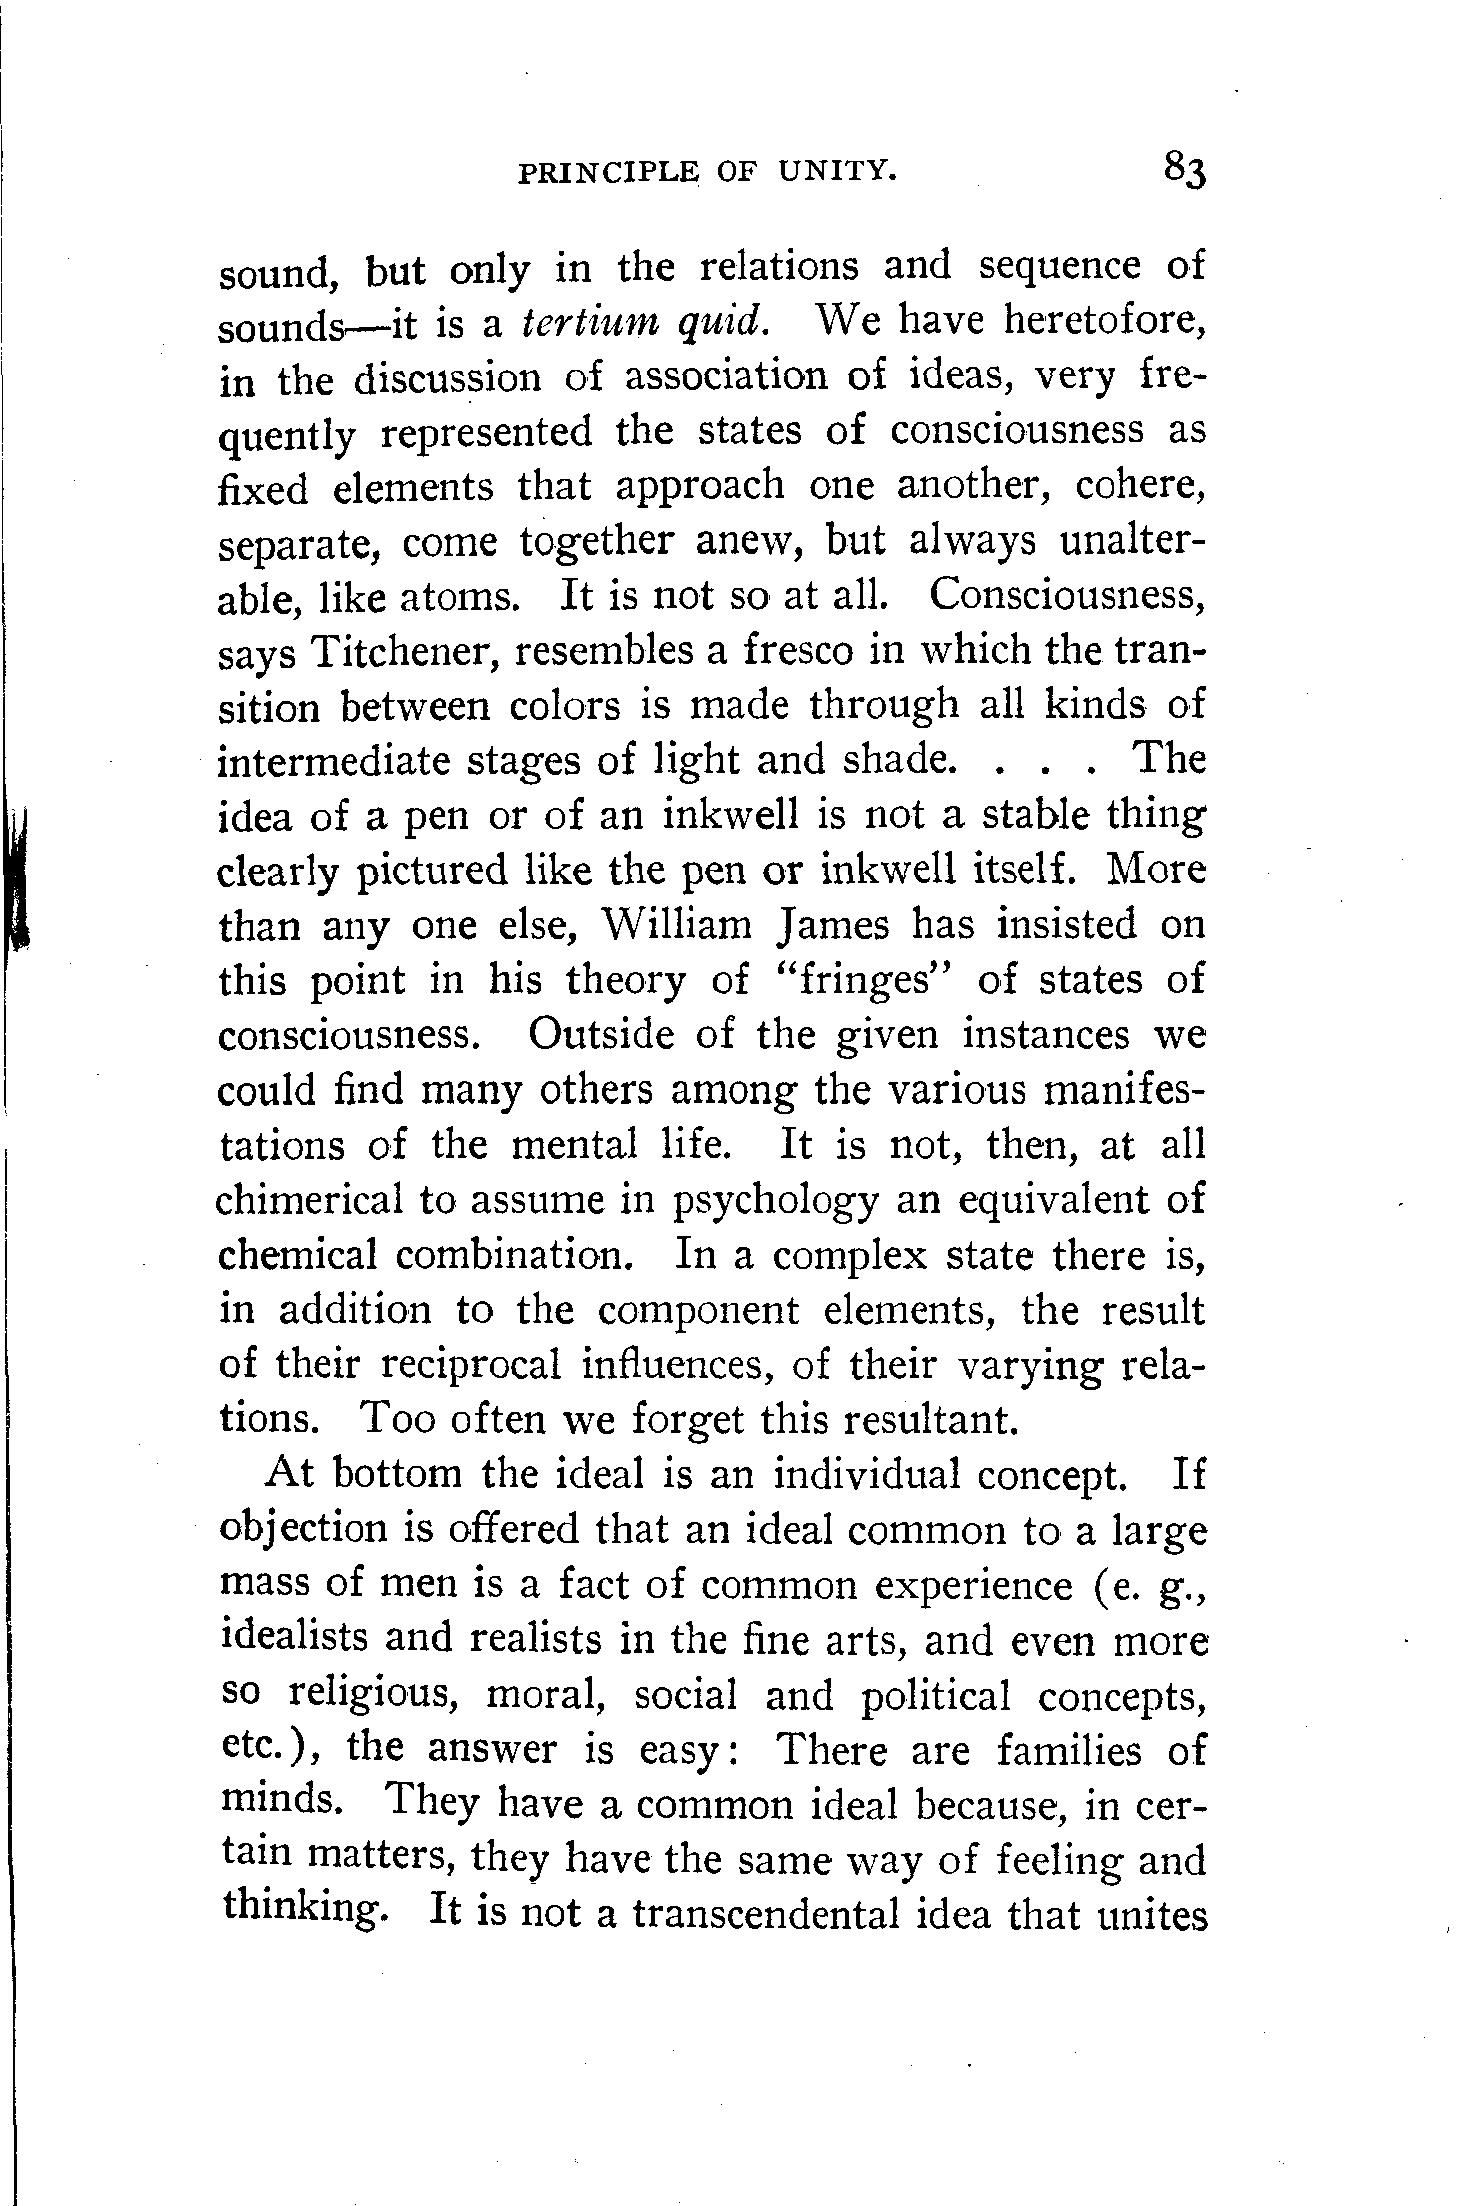 PRINCIPLE OF UNITY. 83
sound, but only in the relations and sequence of
sounds—it is a tertium quid. We have heretofore,
in the discussion of association of ideas, very fre-
quently represented the states of consciousness as
fixed elements that approach one another, cohere,
separate, come together anew, but always unalter-
able, like atoms. It is not so at all. Consciousness,
says Titchener, resembles a fresco in which the tran-
sition between colors is made through all kinds of
intermediate stages of light and shade. . . . The
idea of a pen or of an inkwell is not a stable thing
clearly pictured like the pen or inkwell itself. More
than any one else, William James has insisted on
this point in his theory of “fringes” of states of
consciousness. Outside of the given instances we
could find many others among the various manifes-
tations of the mental life. It is not, then, at all
chimerical to assume in psychology an equivalent of
chemical combination. In a complex state there is,
in addition to the component elements, the result
of their reciprocal influences, of their varying rela-
tions. Too often we forget this resultant.
At bottom the ideal is an individual concept. If
objection is offered that an ideal common to a large
mass of men is a fact of common experience (e. g.,
idealists and realists in the fine arts, and even more
so religious, moral, social and political concepts,
etc.), the answer is easy: There are families of
minds. They have a common ideal because, in cer-
tain matters, they have the same way of feeling and
thinking. It is not a transcendental idea that unites